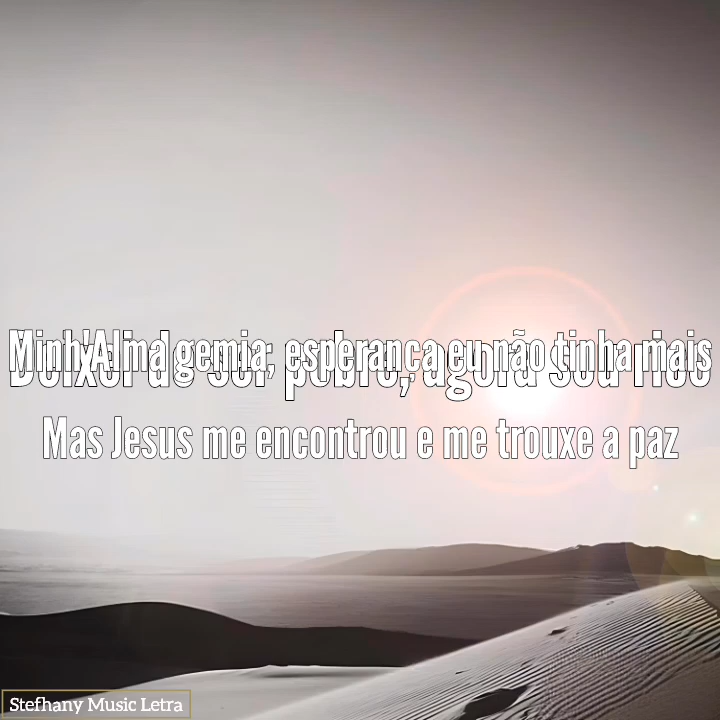 Minh'Alma gemia, esperança eu não tinha mais
Deixei de ser pobre, agora sou rico
Mas Jesus me encontrou e me trouxe a paz
Stefhany Music Letra